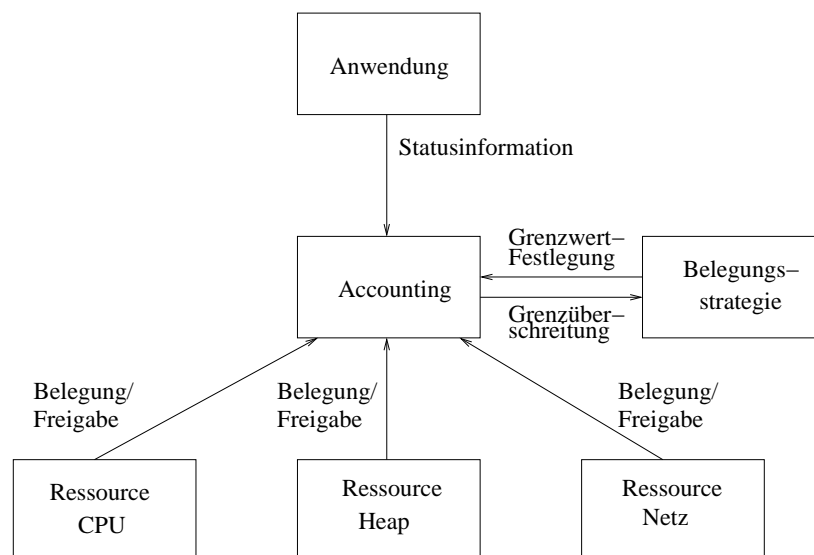 Anwendung
Statusinformation
Grenzwert–
Festlegung
Accounting
Belegungs–
strategie
Grenzüber–
schreitung
Belegung/
Freigabe
Belegung/
Freigabe
Belegung/
Freigabe
Ressource
CPU
Ressource
Heap
Ressource
Netz